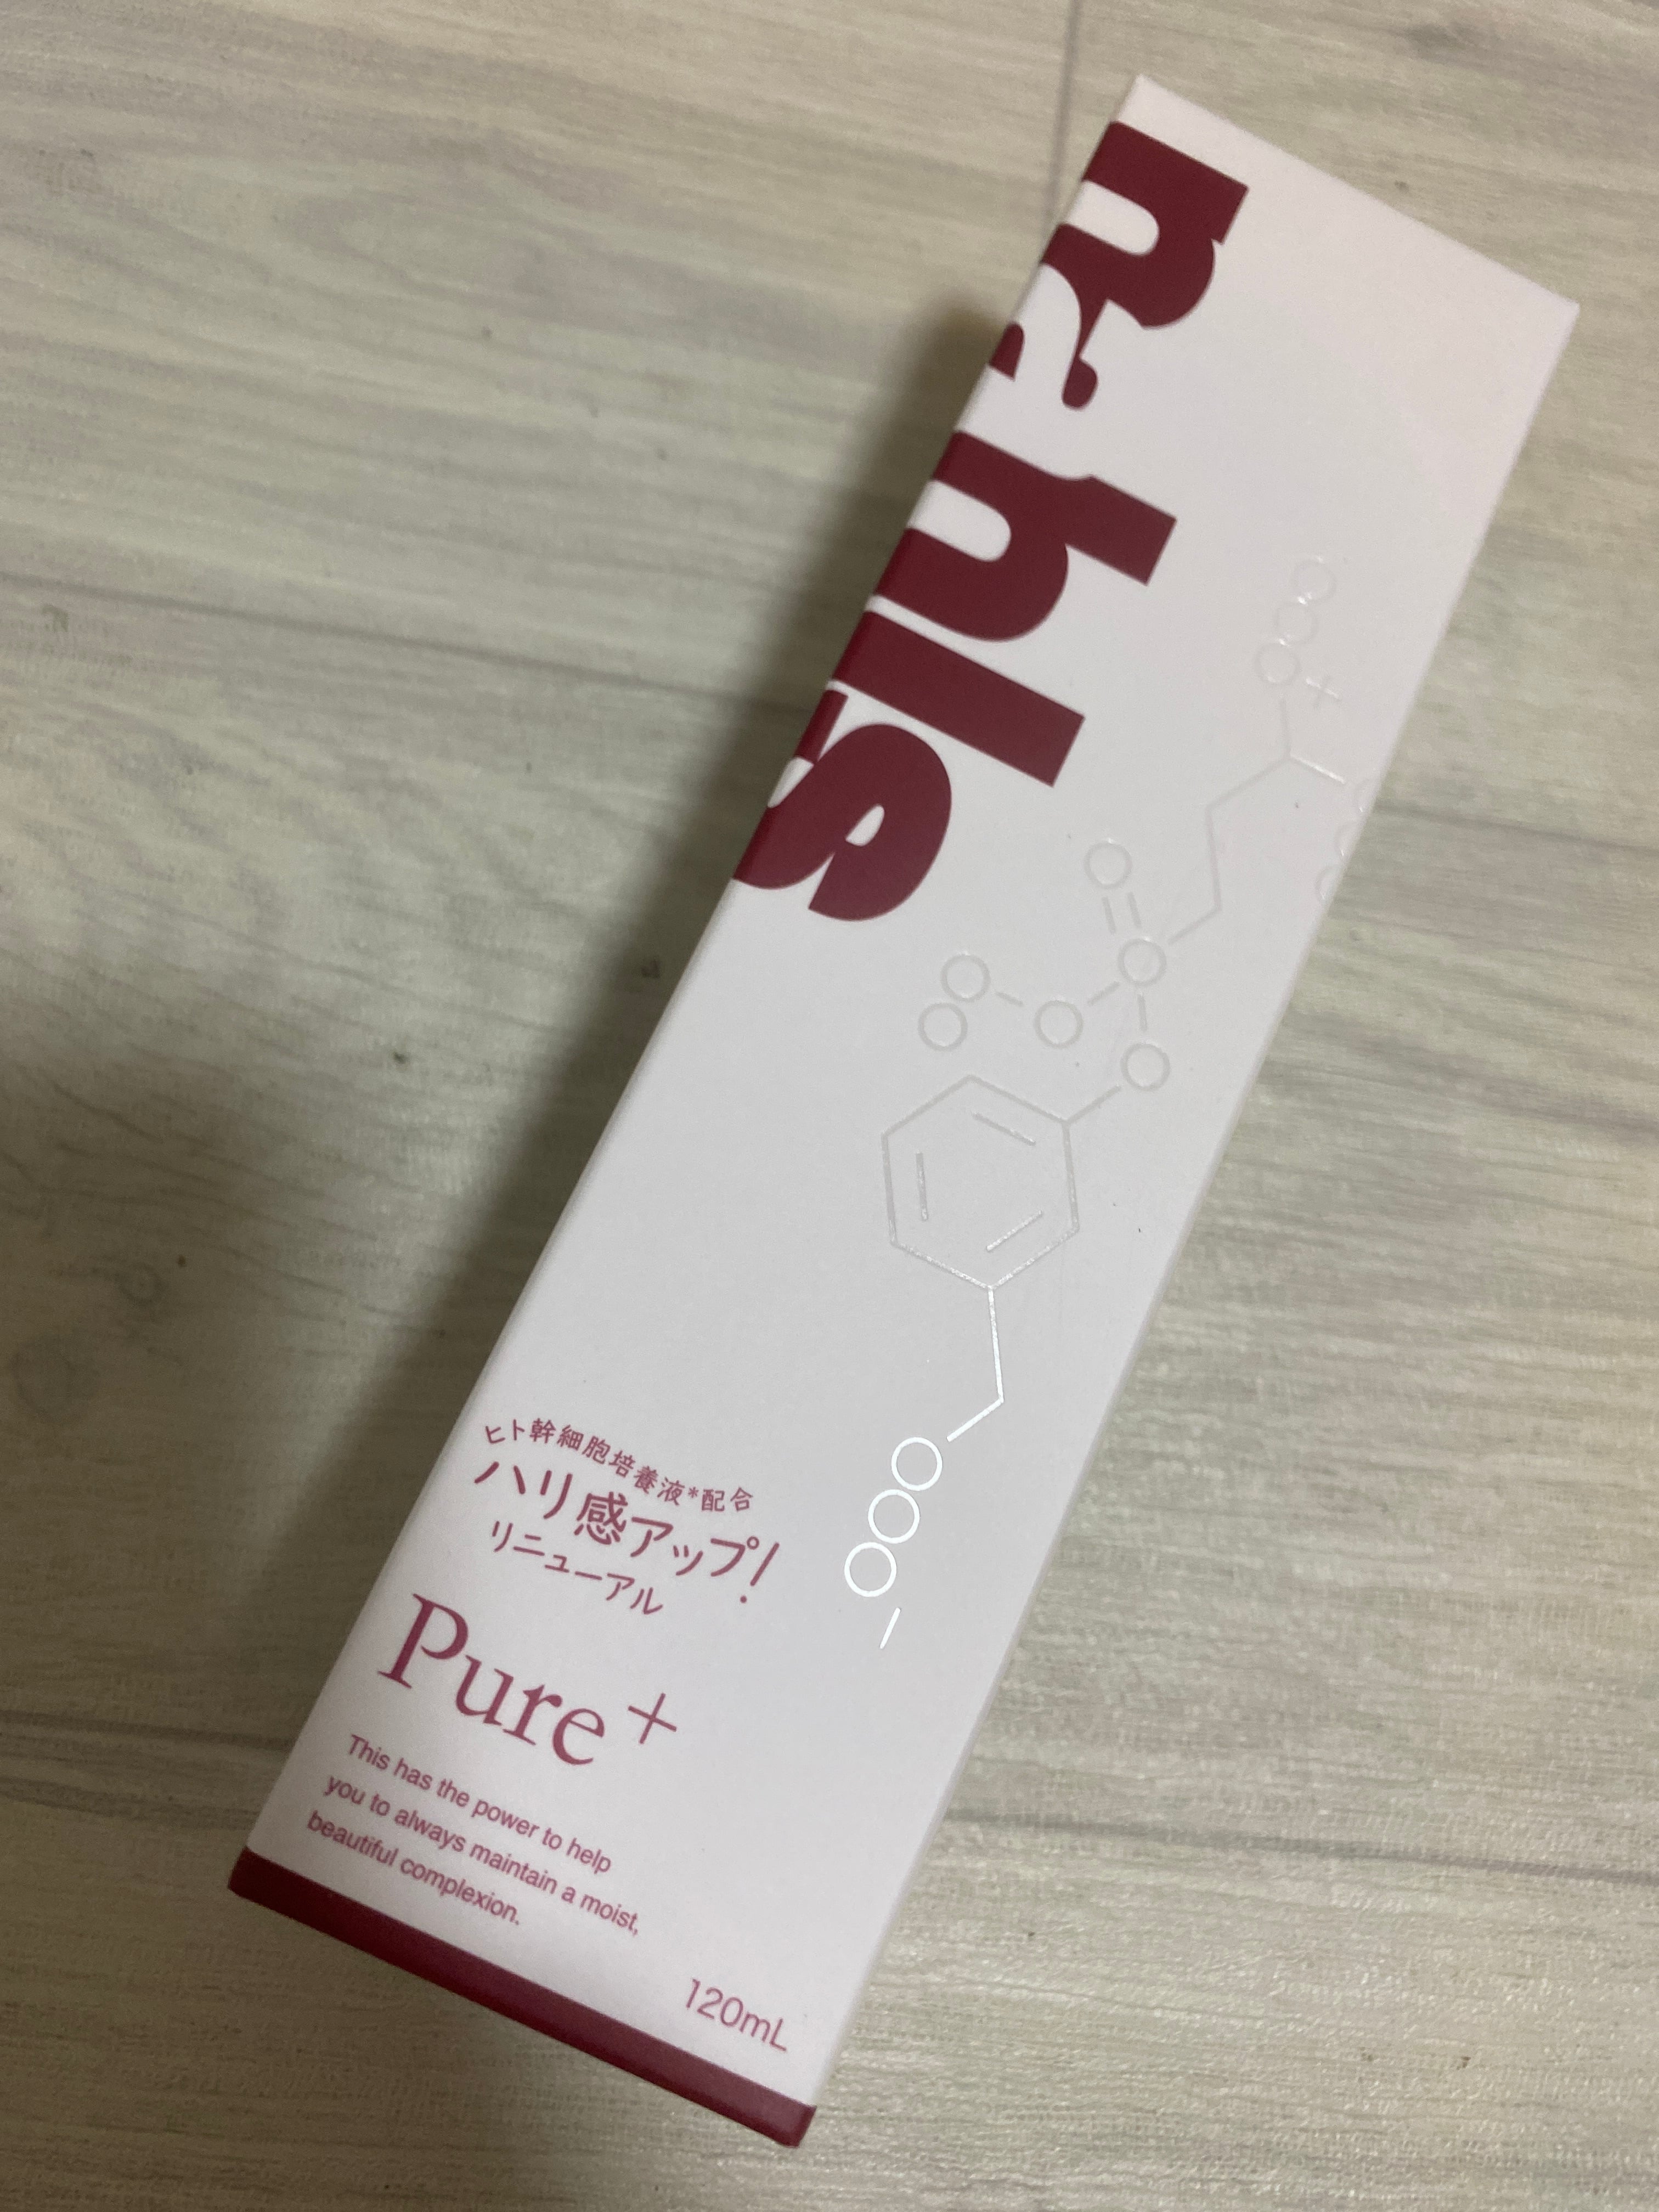 nahls
ヒト幹細胞培養液*配合
ハリ感アップ!
リニューアル
Pure+
This has the power to help
you to always maintain a moist,
beautiful complexion.
120mL